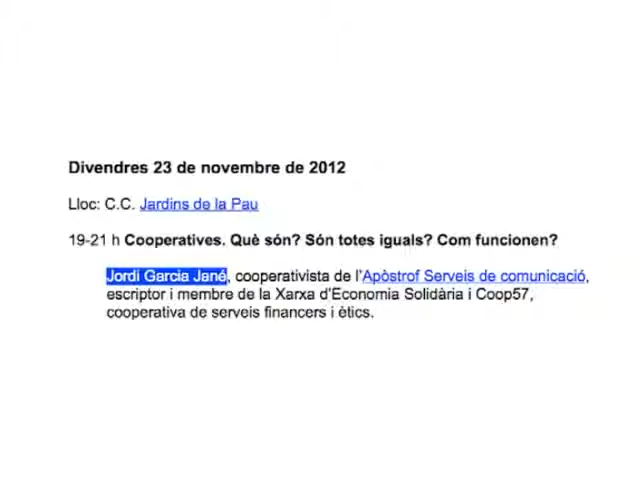 Divendres 23 de novembre de 2012
Lloc: C.C. Jardins de la Pau
19-21 h Cooperatives. Què són? Són totes iguals? Com funcionen?
Jordi Garcia Jané, cooperativista de l'Apòstrof Serveis de comunicació,
escriptor i membre de la Xarxa d'Economia Solidària i Coop57,
cooperativa de serveis financers i ètics.